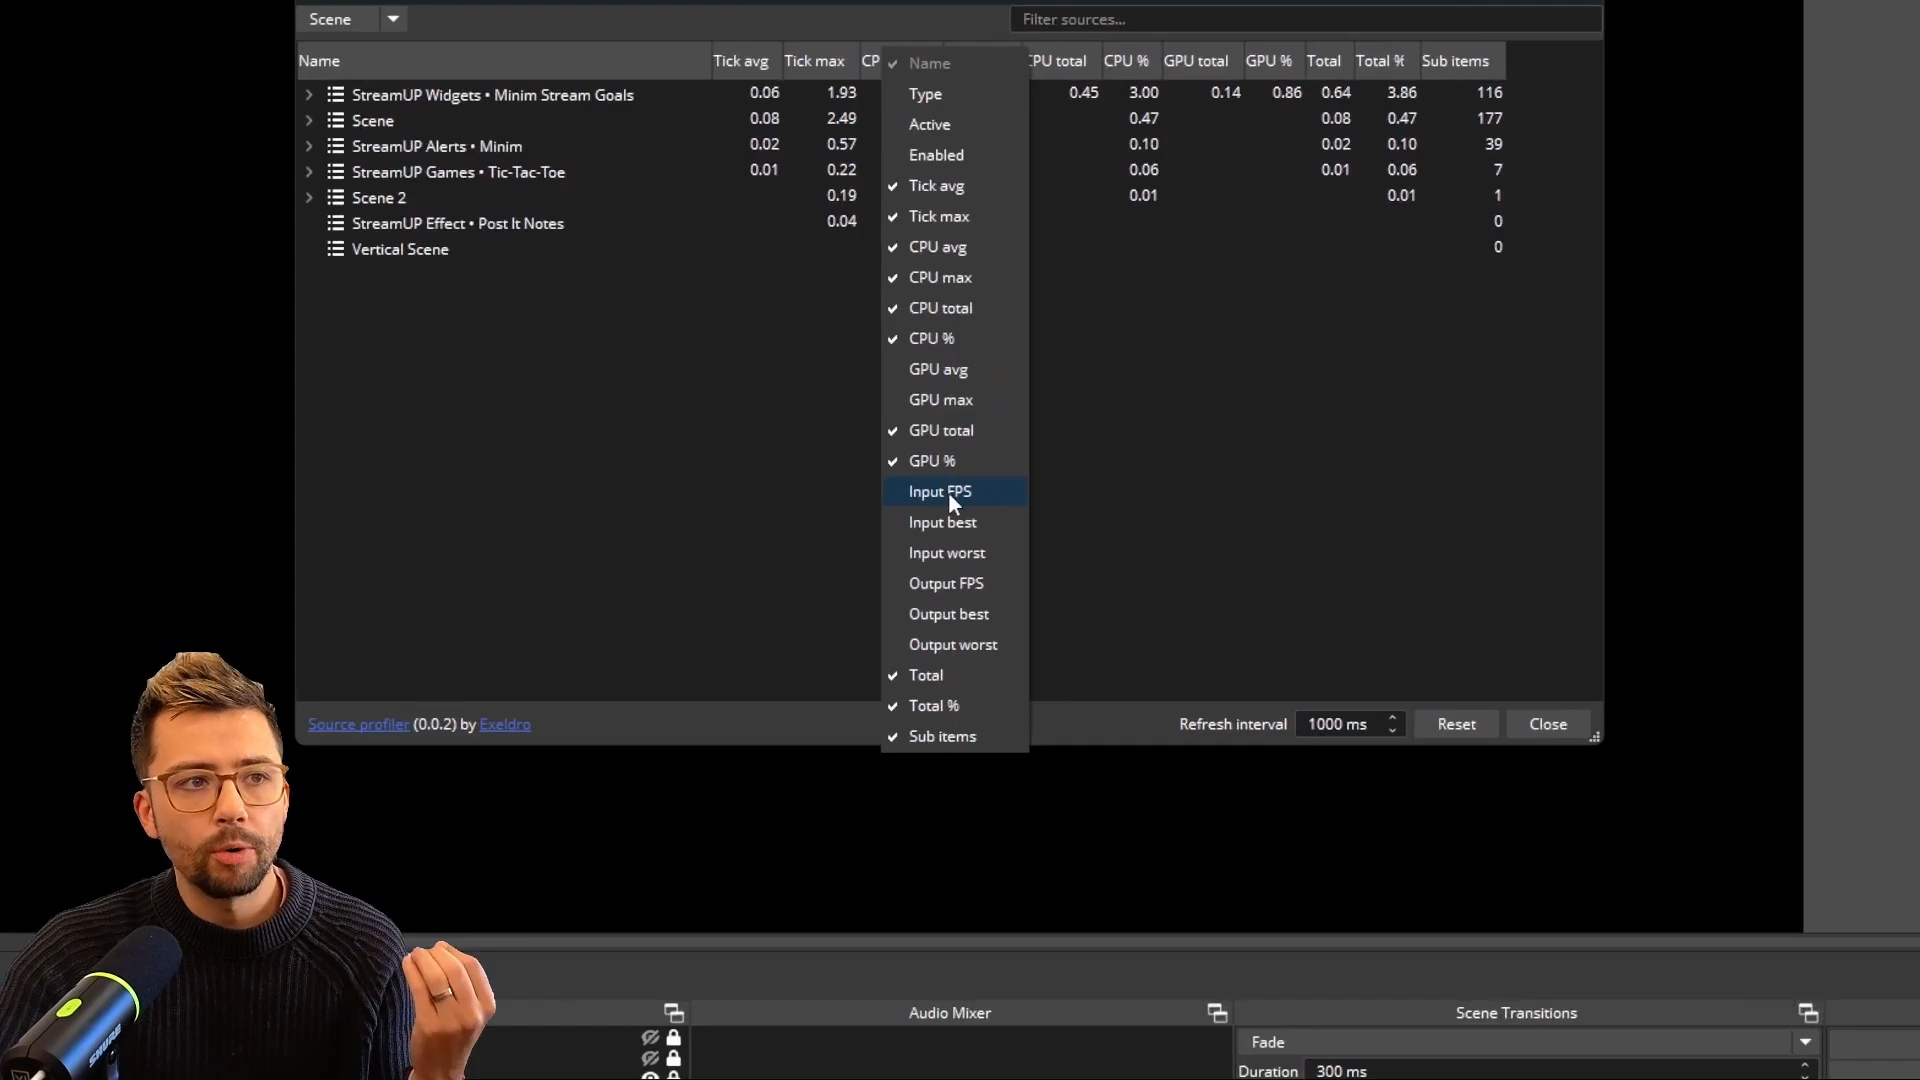 Scene
Filter sources...
Name Tick avg Tick max CP CPU total CPU % GPU total GPU % Total Total % Sub items
StreamUP Widgets • Minim Stream Goals 0.06 1.93 0.45 3.00 0.14 0.86 0.64 3.86 116
Scene 0.08 2.49 0.47 0.08 0.47 177
StreamUP Alerts • Minim 0.02 0.57 0.10 0.02 0.10 39
StreamUP Games • Tic-Tac-Toe 0.01 0.22 0.06 0.01 0.06 7
Scene 2 0.19 0.01 0.01 1
StreamUP Effect • Post It Notes 0.04 0
Vertical Scene 0
Name
Type
Active
Enabled
Tick avg
Tick max
CPU avg
CPU max
CPU total
CPU %
GPU avg
GPU max
GPU total
GPU %
Input FPS
Input best
Input worst
Output FPS
Output best
Output worst
Total
Total %
Sub items
Source profiler (0.0.2) by Exeldro
Refresh interval 1000 ms Reset Close
Audio Mixer
Scene Transitions
Fade
Duration 300 ms
SHURE